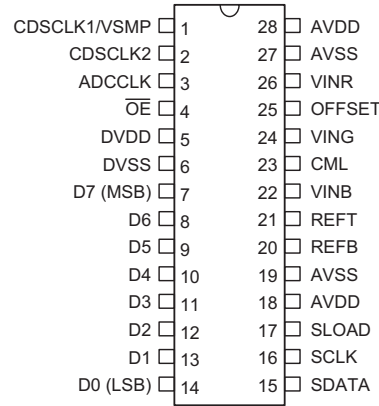 CDSCLK1/VSMP 1 28 AVDD
CDSCLK2 2 27 AVSS
ADCCLK 3 26 VINR
O̅E̅ 4 25 OFFSET
DVDD 5 24 VING
DVSS 6 23 CML
D7 (MSB) 7 22 VINB
D6 8 21 REFT
D5 9 20 REFB
D4 10 19 AVSS
D3 11 18 AVDD
D2 12 17 SLOAD
D1 13 16 SCLK
D0 (LSB) 14 15 SDATA